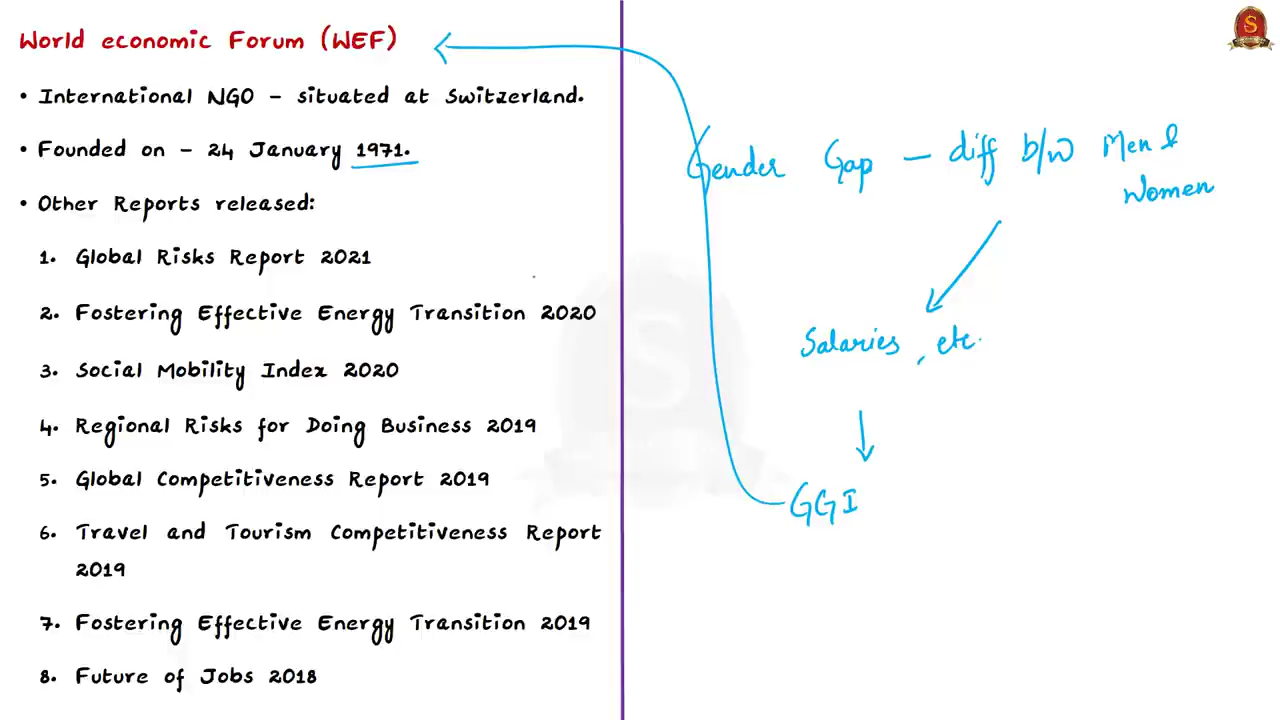 World economic Forum (WEF)
• International NGO - situated at Switzerland.
• Founded on - 24 January 1971.
• Other Reports released:
1. Global Risks Report 2021
2. Fostering Effective Energy Transition 2020
3. Social Mobility Index 2020
4. Regional Risks for Doing Business 2019
5. Global Competitiveness Report 2019
6. Travel and Tourism Competitiveness Report
2019
7. Fostering Effective Energy Transition 2019
8. Future of Jobs 2018
Gender Gap - diff b/w Men &
Women
Salaries, etc.
GGI
S